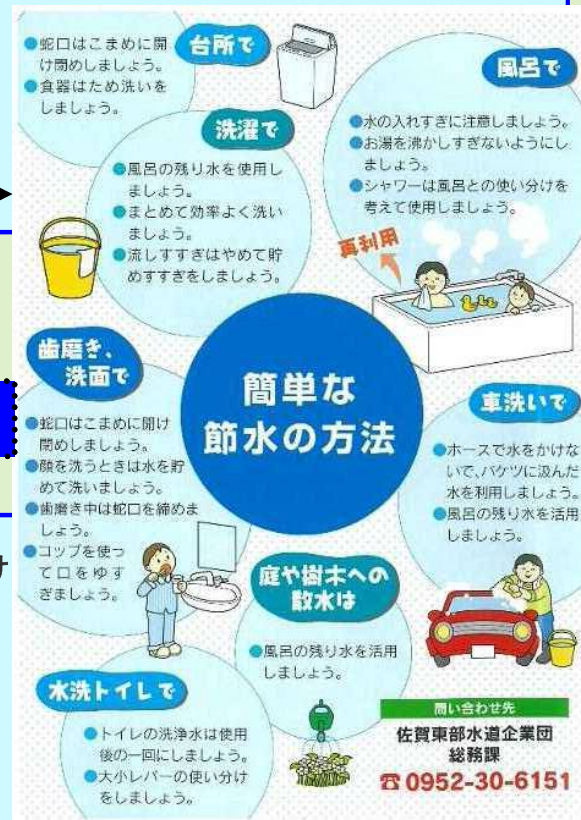 台所で
●蛇口はこまめに開
け閉めしましょう。
●食器はため洗いを
しましょう。
洗濯で
●風呂の残り水を使用し
ましょう。
●まとめて効率よく洗い
ましょう。
●流しすすぎはやめて貯
めすすぎをしましょう。
風呂で
●水の入れすぎに注意しましょう。
●お湯を沸かしすぎないようにし
ましょう。
●シャワーは風呂との使い分けを
考えて使用しましょう。
再利用
簡単な
節水の方法
歯磨き、
洗面で
●蛇口はこまめに開け
閉めしましょう。
●顔を洗うときは水を貯
めて洗いましょう。
●歯磨き中は蛇口を締めま
しょう。
●コップを使っ
て口をゆす
ぎましょう。
け
車洗いで
●ホースで水をかけな
いで、バケツに汲んだ
水を利用しましょう。
●風呂の残り水を活用
しましょう。
庭や樹木への
散水は
●風呂の残り水を活用
しましょう。
水洗トイレで
●トイレの洗浄水は使用
後の一回にしましょう。
●大小レバーの使い分け
をしましょう。
問い合わせ先
佐賀東部水道企業団
総務課
☎0952-30-6151